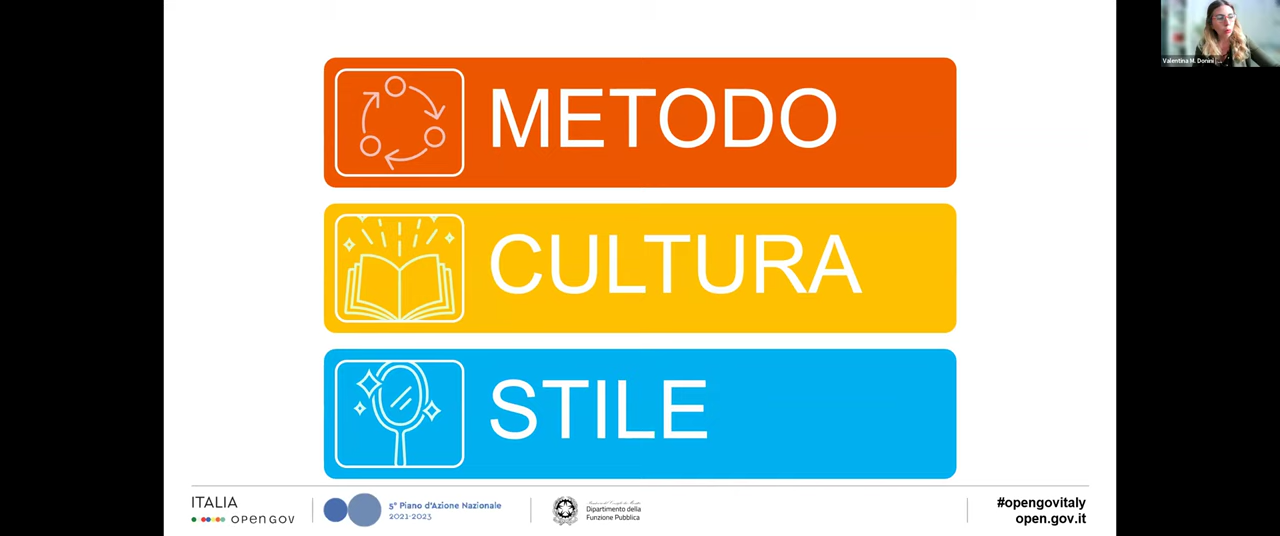 Valentina M. Donini | ...
METODO
CULTURA
STILE
ITALIA
OPEN GOV
5° Piano d'Azione Nazionale
2021-2023
Dipartimento della
Funzione Pubblica
#opengovitaly
open.gov.it